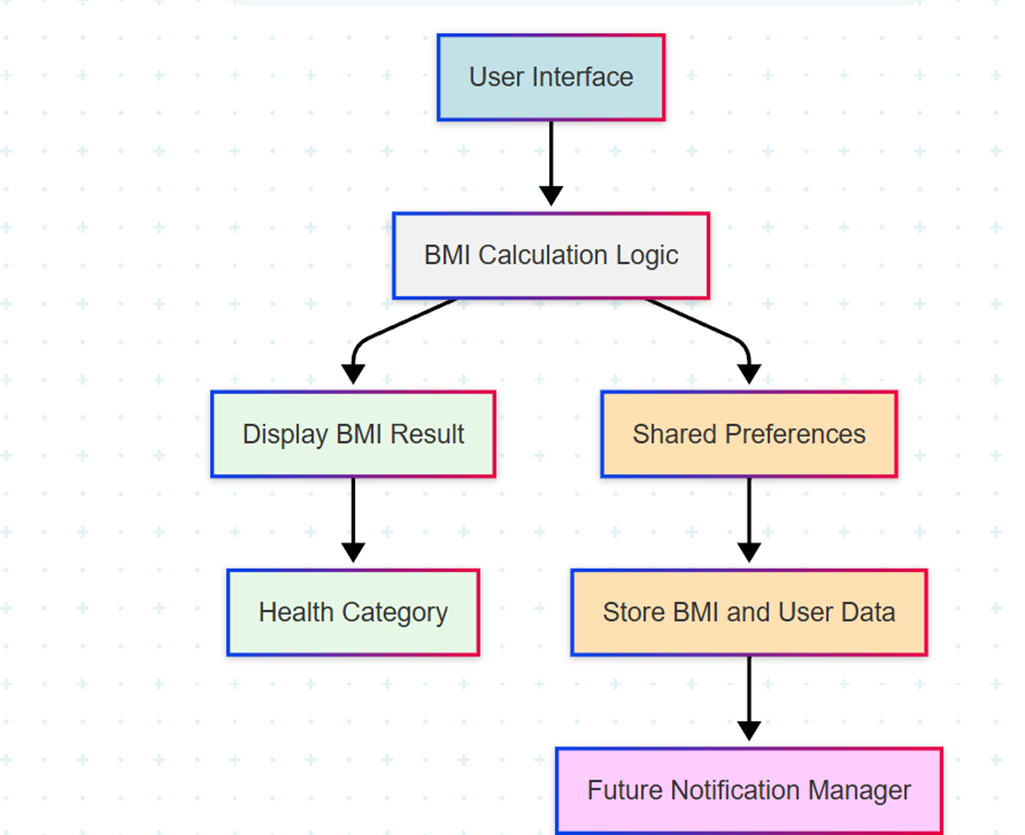 User Interface
BMI Calculation Logic
Display BMI Result
Shared Preferences
Health Category
Store BMI and User Data
Future Notification Manager